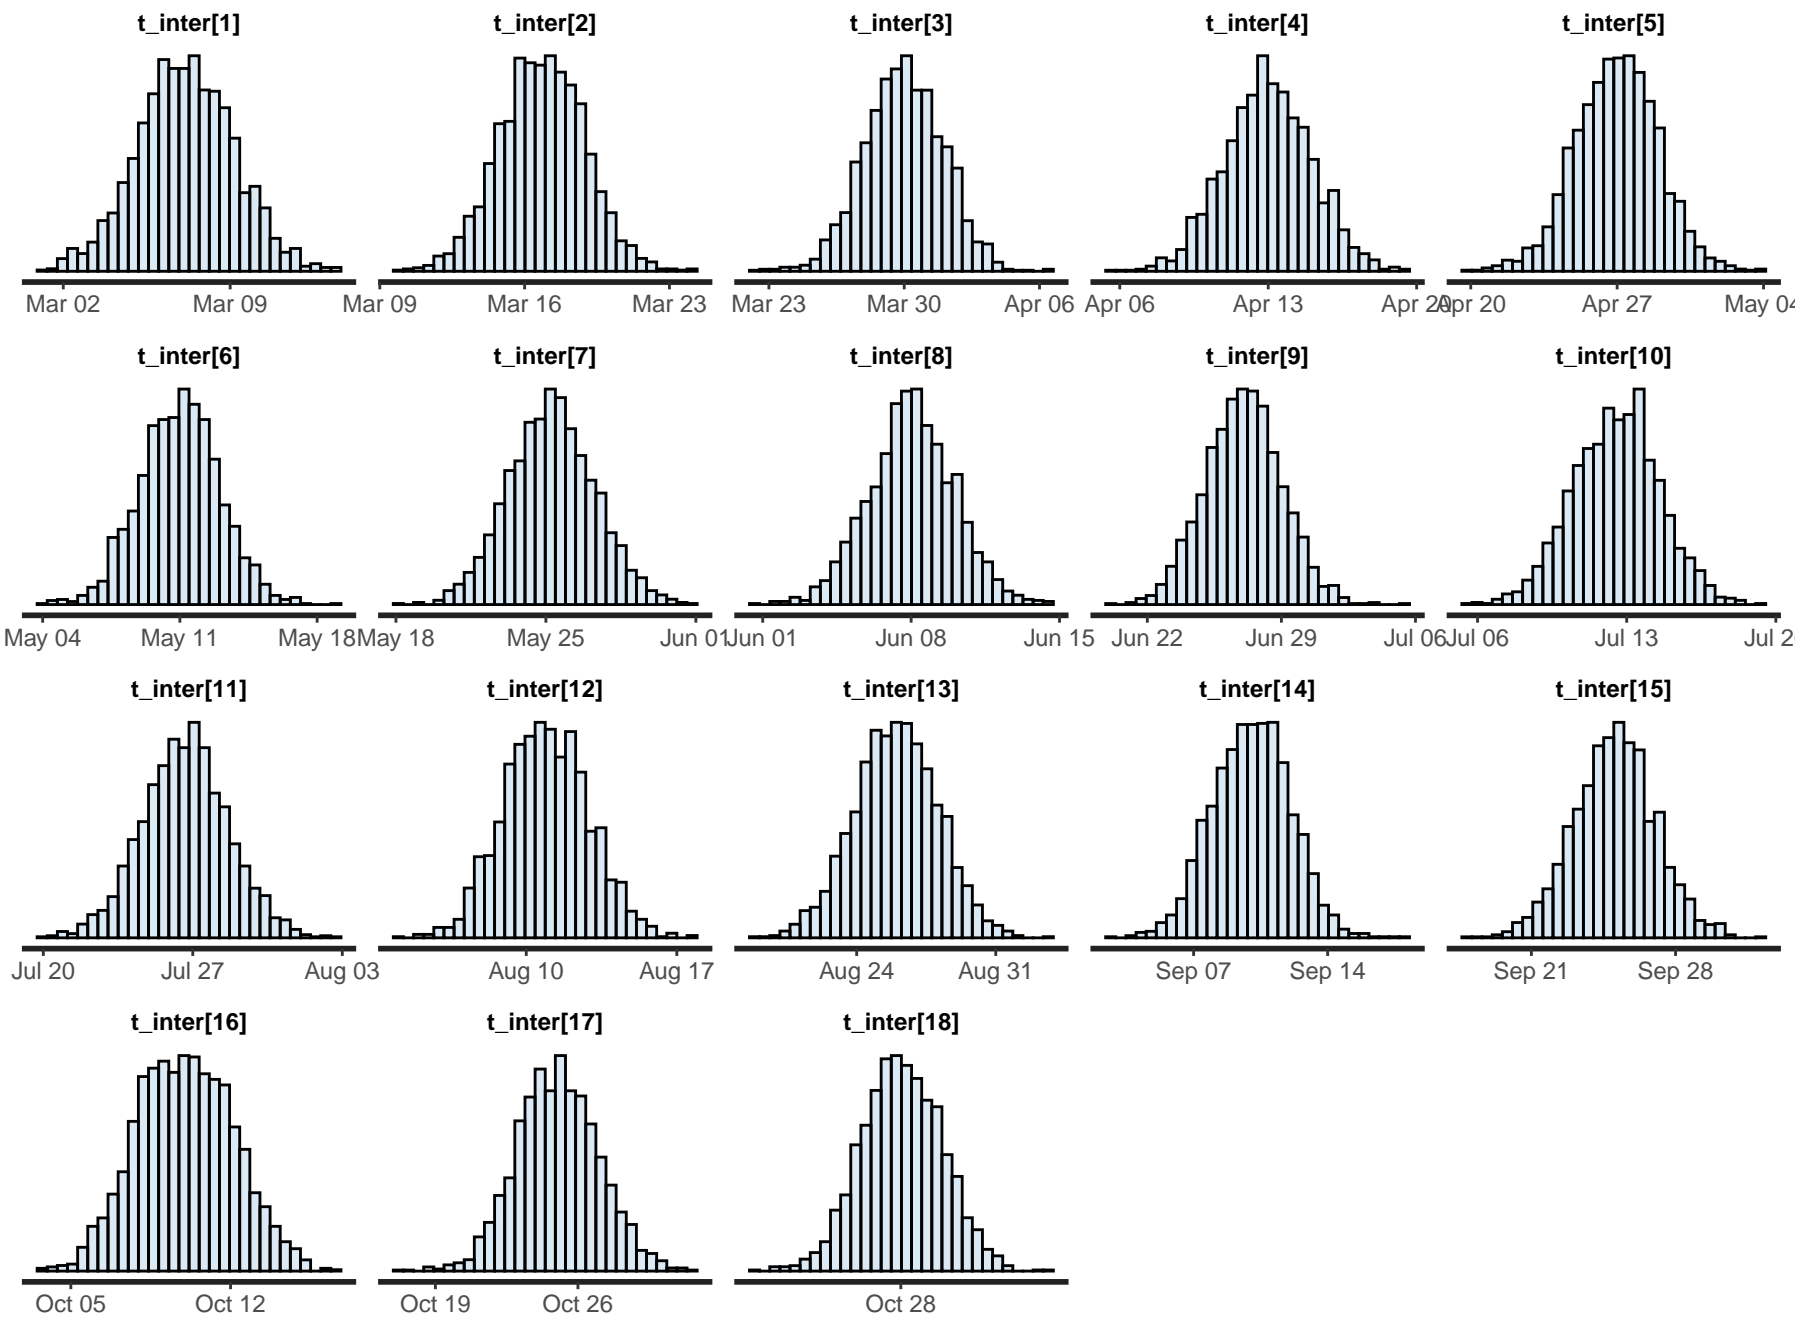 t_inter[1] t_inter[2] t_inter[3] t_inter[4] t_inter[5]
Mar 02 Mar 09 Mar 09 Mar 16 Mar 23 Mar 23 Mar 30 Apr 06 Apr 06 Apr 13 Apr 20 Apr 20 Apr 27 May 04
t_inter[6] t_inter[7] t_inter[8] t_inter[9] t_inter[10]
May 04 May 11 May 18 May 18 May 25 Jun 01 Jun 01 Jun 08 Jun 15 Jun 22 Jun 29 Jul 06 Jul 06 Jul 13 Jul 20
t_inter[11] t_inter[12] t_inter[13] t_inter[14] t_inter[15]
Jul 20 Jul 27 Aug 03 Aug 10 Aug 17 Aug 24 Aug 31 Sep 07 Sep 14 Sep 21 Sep 28
t_inter[16] t_inter[17] t_inter[18]
Oct 05 Oct 12 Oct 19 Oct 26 Oct 28